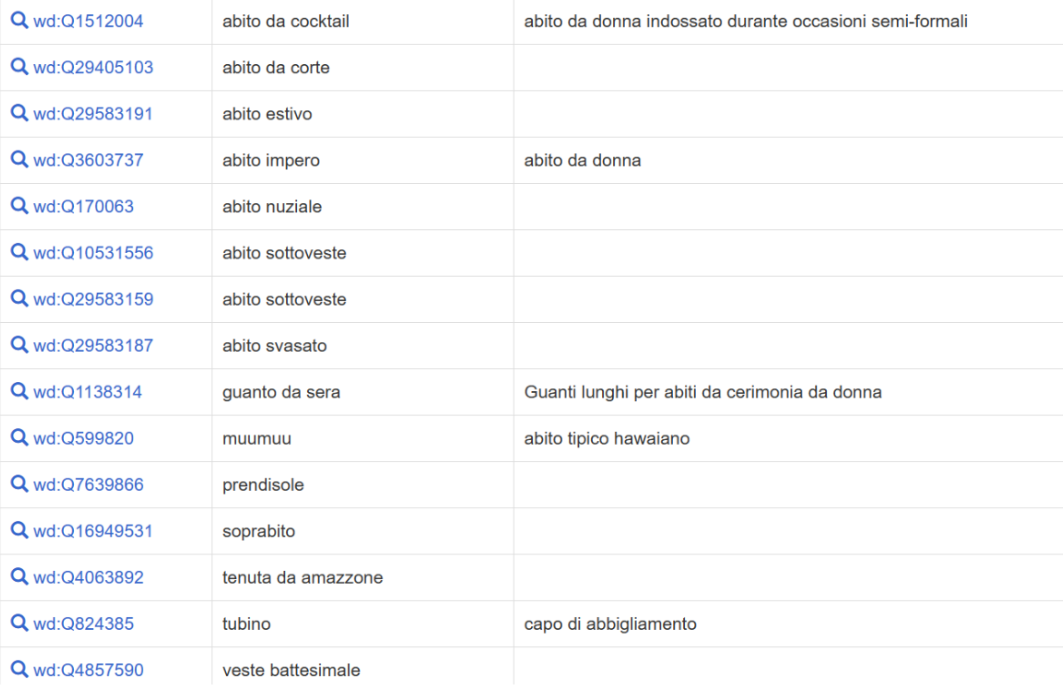 wd:Q1512004 abito da cocktail abito da donna indossato durante occasioni semi-formali
wd:Q29405103 abito da corte
wd:Q29583191 abito estivo
wd:Q3603737 abito impero abito da donna
wd:Q170063 abito nuziale
wd:Q10531556 abito sottoveste
wd:Q29583159 abito sottoveste
wd:Q29583187 abito svasato
wd:Q1138314 guanto da sera Guanti lunghi per abiti da cerimonia da donna
wd:Q599820 muumuu abito tipico hawaiano
wd:Q7639866 prendisole
wd:Q16949531 soprabito
wd:Q4063892 tenuta da amazzone
wd:Q824385 tubino capo di abbigliamento
wd:Q4857590 veste battesimale